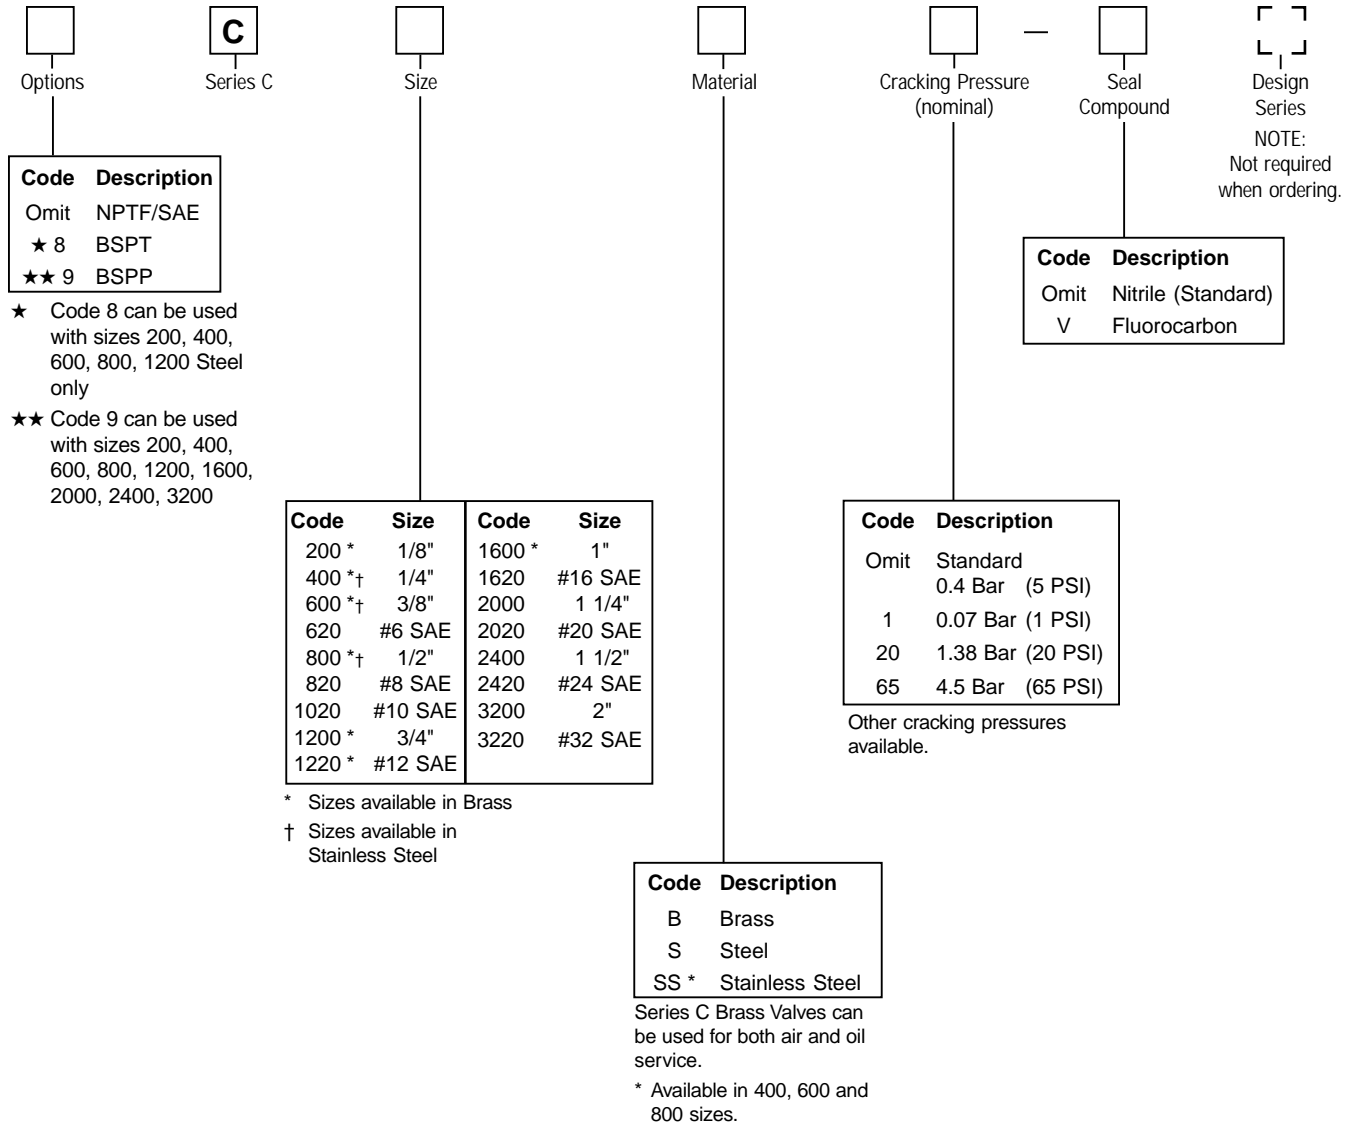 C
—
Options
Series C
Size
Material
Cracking Pressure
(nominal)
Seal
Compound
Design
Series
NOTE:
Not required
when ordering.
Code Description
Omit NPTF/SAE
★ 8 BSPT
★★ 9 BSPP
★ Code 8 can be used
with sizes 200, 400,
600, 800, 1200 Steel
only
★★ Code 9 can be used
with sizes 200, 400,
600, 800, 1200, 1600,
2000, 2400, 3200
Code Description
Omit Nitrile (Standard)
V Fluorocarbon
Code Size Code Size
200 * 1/8" 1600 * 1"
400 *† 1/4" 1620 #16 SAE
600 *† 3/8" 2000 1 1/4"
620 #6 SAE 2020 #20 SAE
800 *† 1/2" 2400 1 1/2"
820 #8 SAE 2420 #24 SAE
1020 #10 SAE 3200 2"
1200 * 3/4" 3220 #32 SAE
1220 * #12 SAE
* Sizes available in Brass
† Sizes available in
Stainless Steel
Code Description
Omit Standard
0.4 Bar (5 PSI)
1 0.07 Bar (1 PSI)
20 1.38 Bar (20 PSI)
65 4.5 Bar (65 PSI)
Other cracking pressures
available.
Code Description
B Brass
S Steel
SS * Stainless Steel
Series C Brass Valves can
be used for both air and oil
service.
* Available in 400, 600 and
800 sizes.